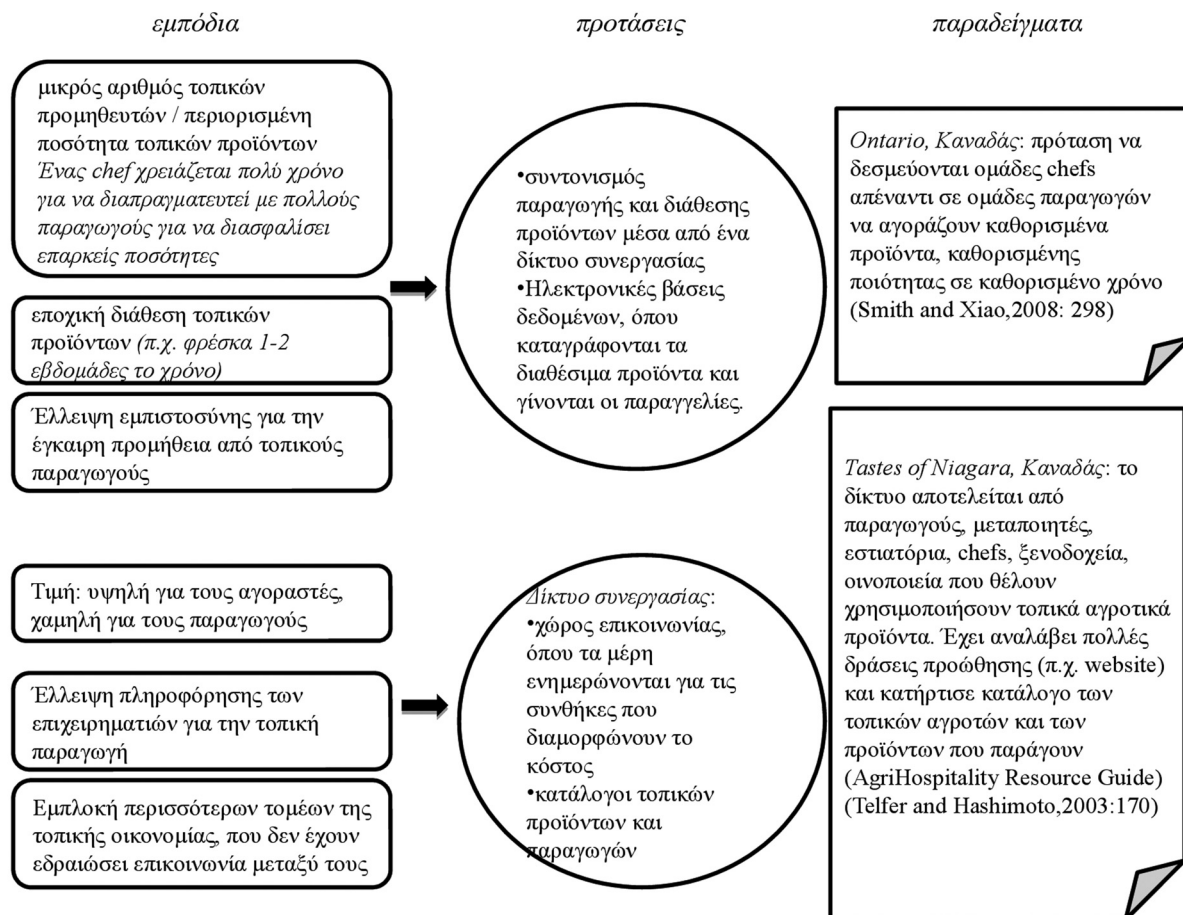 εμπόδια
προτάσεις
παραδείγματα
μικρός αριθμός τοπικών
προμηθευτών / περιορισμένη
ποσότητα τοπικών προϊόντων
Ένας chef χρειάζεται πολύ χρόνο
για να διαπραγματευτεί με πολλούς
παραγωγούς για να διασφαλίσει
επαρκείς ποσότητες
εποχική διάθεση τοπικών
προϊόντων (π.χ. φρέσκα 1-2
εβδομάδες το χρόνο)
Έλλειψη εμπιστοσύνης για την
έγκαιρη προμήθεια από τοπικούς
παραγωγούς
•συντονισμός
παραγωγής και διάθεσης
προϊόντων μέσα από ένα
δίκτυο συνεργασίας
•Ηλεκτρονικές βάσεις
δεδομένων, όπου
καταγράφονται τα
διαθέσιμα προϊόντα και
γίνονται οι παραγγελίες.
Ontario, Καναδάς: πρόταση να
δεσμεύονται ομάδες chefs
απέναντι σε ομάδες παραγωγών
να αγοράζουν καθορισμένα
προϊόντα, καθορισμένης
ποιότητας σε καθορισμένο χρόνο
(Smith and Xiao,2008: 298)
Τιμή: υψηλή για τους αγοραστές,
χαμηλή για τους παραγωγούς
Έλλειψη πληροφόρησης των
επιχειρηματιών για την τοπική
παραγωγή
Εμπλοκή περισσότερων τομέων της
τοπικής οικονομίας, που δεν έχουν
εδραιώσει επικοινωνία μεταξύ τους
Δίκτυο συνεργασίας:
•χώρος επικοινωνίας,
όπου τα μέρη
ενημερώνονται για τις
συνθήκες που
διαμορφώνουν το
κόστος
•κατάλογοι τοπικών
προϊόντων και
παραγωγών
Tastes of Niagara, Καναδάς: το
δίκτυο αποτελείται από
παραγωγούς, μεταποιητές,
εστιατόρια, chefs, ξενοδοχεία,
οινοποιεία που θέλουν
χρησιμοποιήσουν τοπικά αγροτικά
προϊόντα. Έχει αναλάβει πολλές
δράσεις προώθησης (π.χ. website)
και κατήρτισε κατάλογο των
τοπικών αγροτών και των
προϊόντων που παράγουν
(AgriHospitality Resource Guide)
(Telfer and Hashimoto,2003:170)